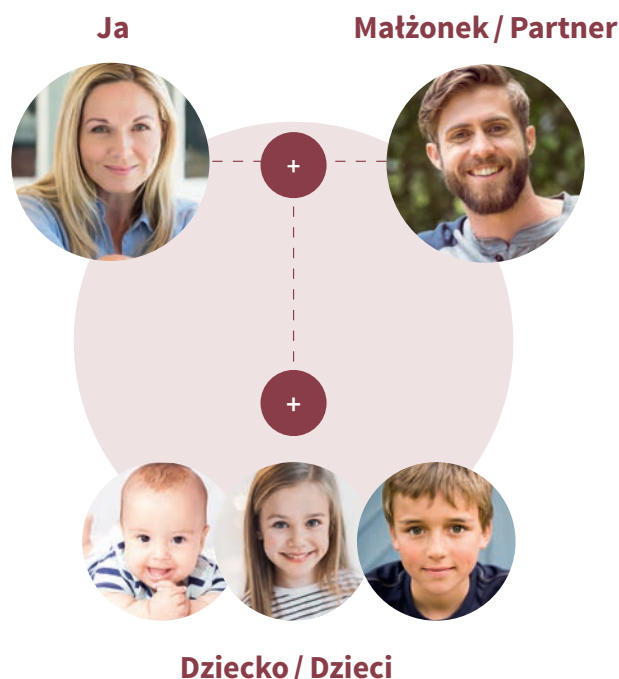 Ja
Małżonek / Partner
+
+
Dziecko / Dzieci